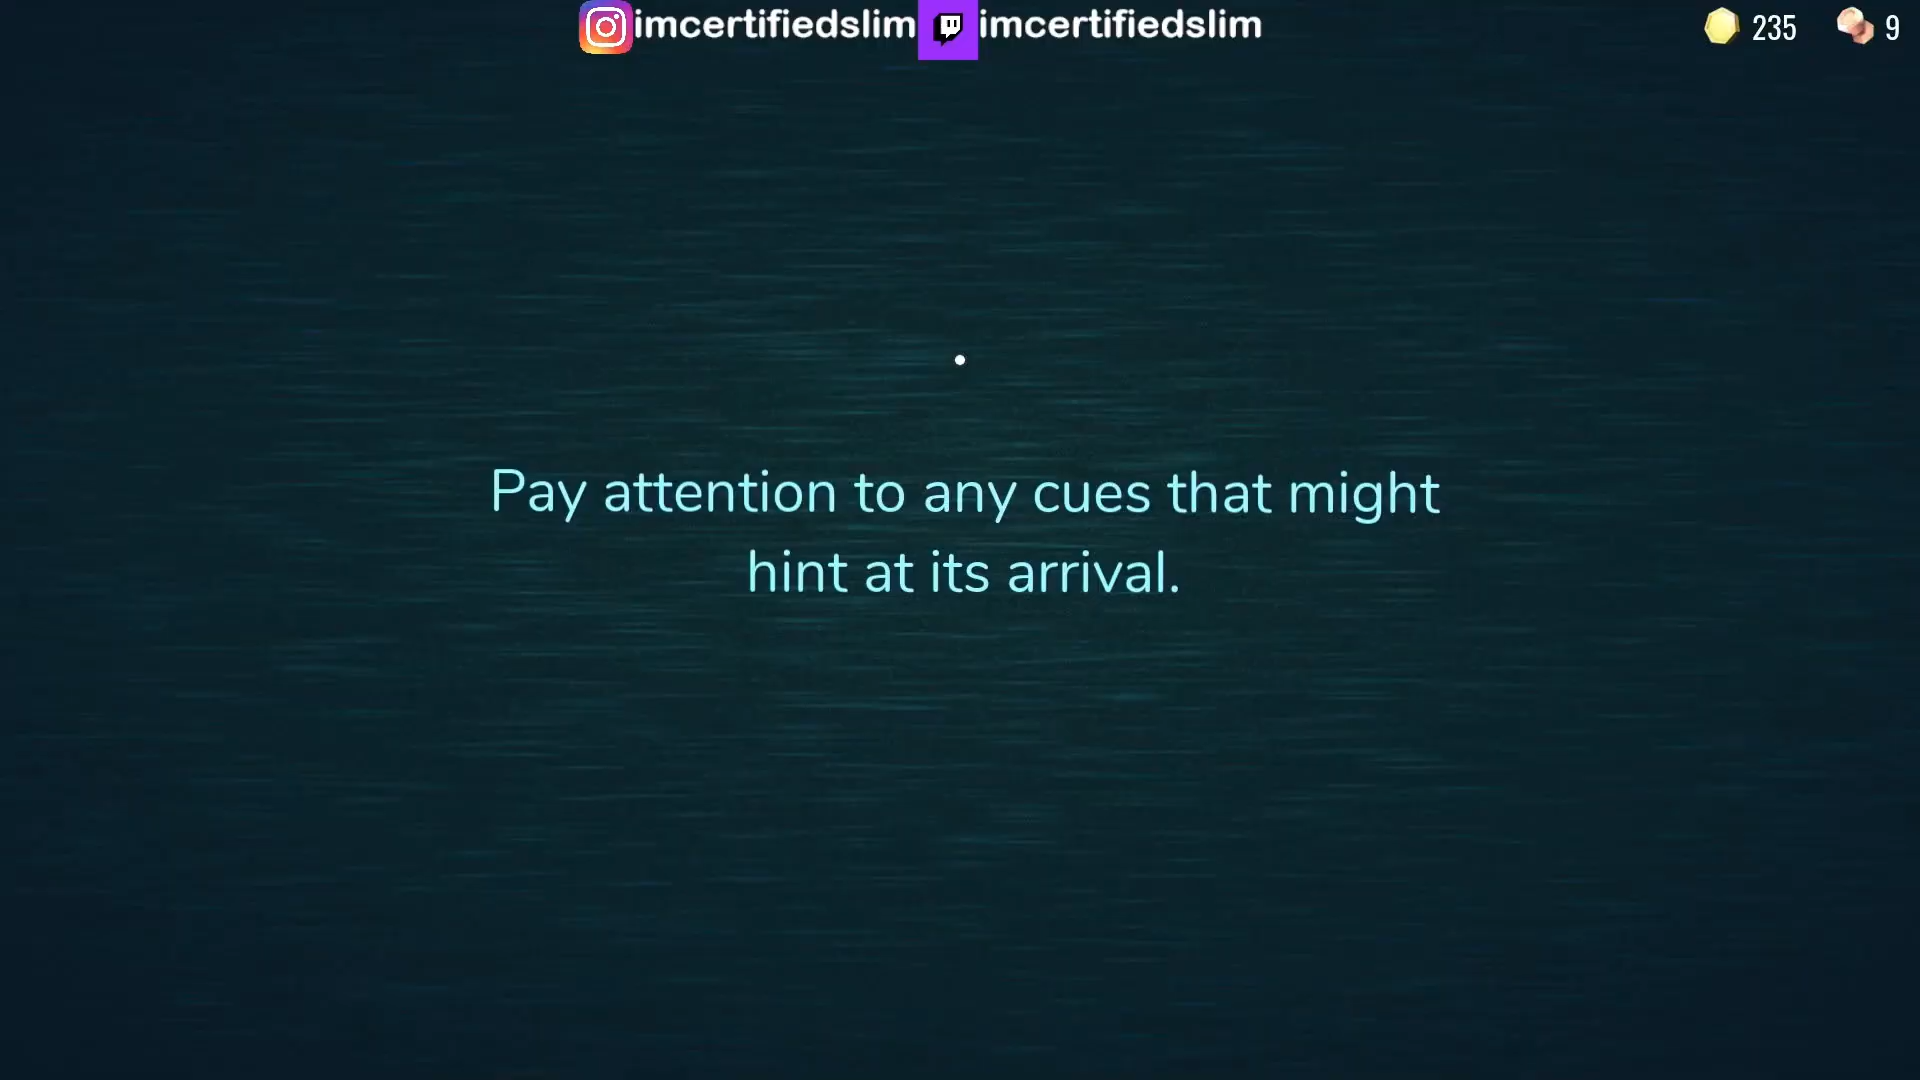 imcertifiedslim imcertifiedslim 235 9
Pay attention to any cues that might
hint at its arrival.